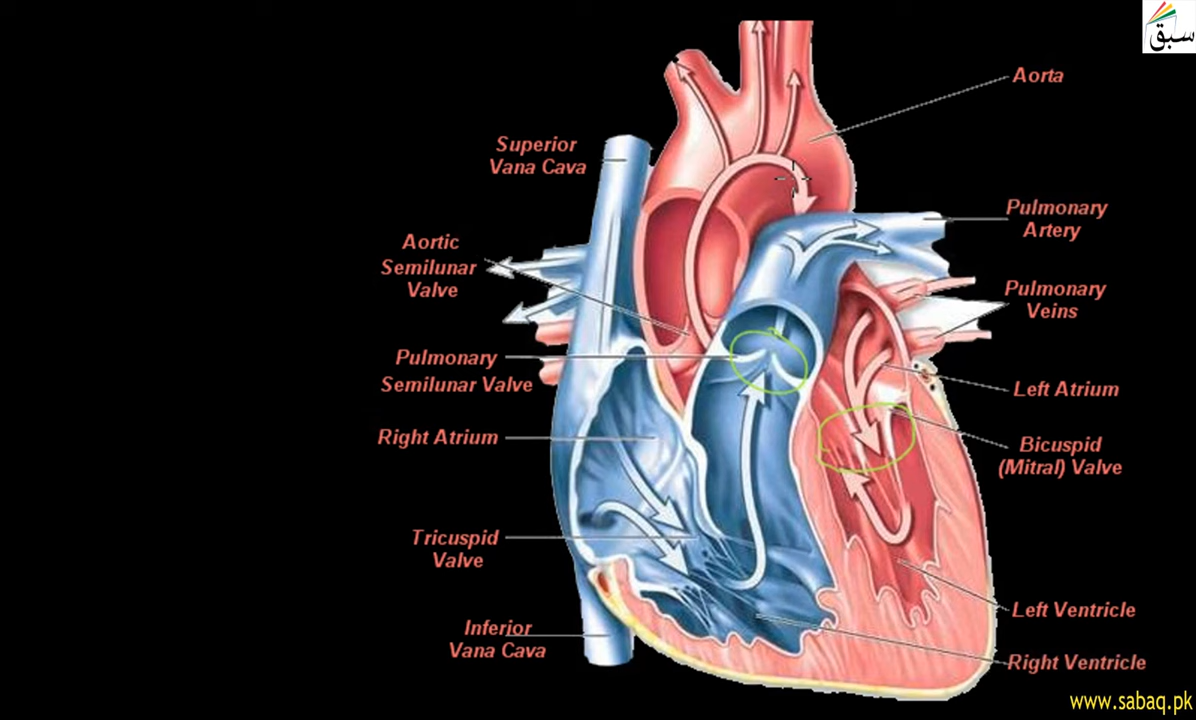 سبق
Aorta
Superior
Vana Cava
Pulmonary
Artery
Aortic
Semilunar
Valve
Pulmonary
Veins
Pulmonary
Semilunar Valve
Left Atrium
Right Atrium
Bicuspid
(Mitral) Valve
Tricuspid
Valve
Left Ventricle
Inferior
Vana Cava
Right Ventricle
www.sabaq.pk